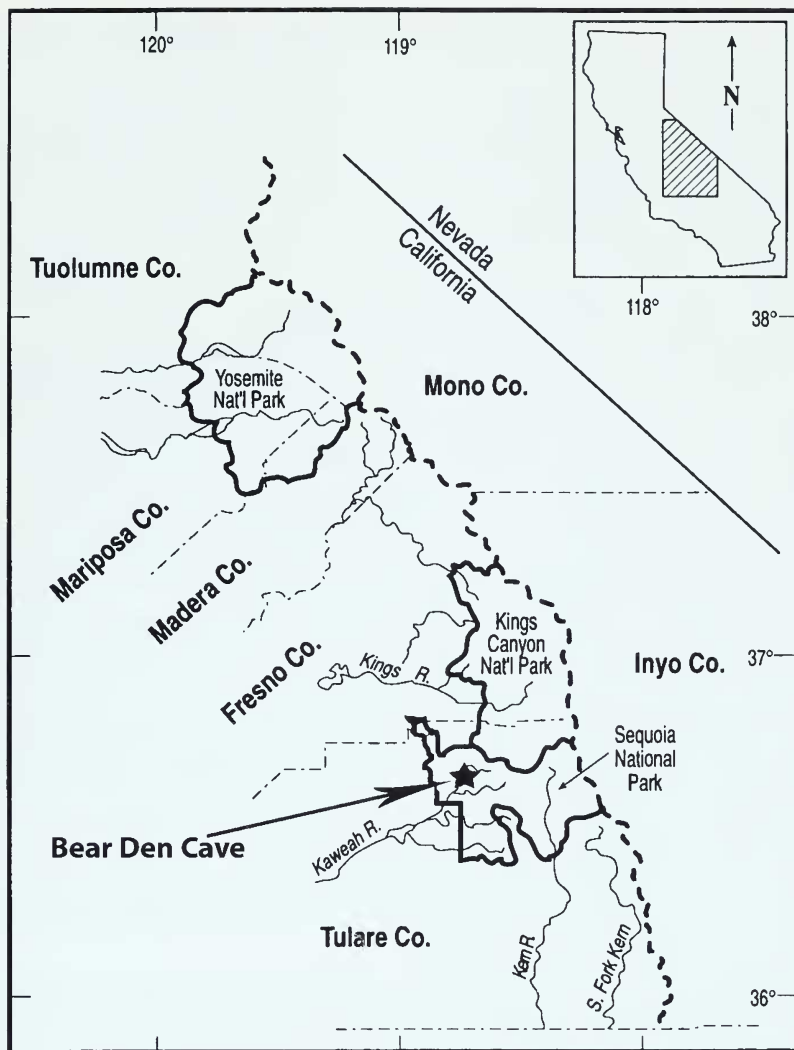 120°
119°
N
118°
38°
Nevada
California
Tuolumne Co.
Yosemite
Nat'l Park
Mono Co.
Mariposa Co.
Madera Co.
Fresno Co.
Kings
Canyon
Nat'l Park
Kings R.
Inyo Co.
37°
Sequoia
National
Park
Bear Den Cave
Kaweah R.
Tulare Co.
Kern R.
S. Fork Kern
36°